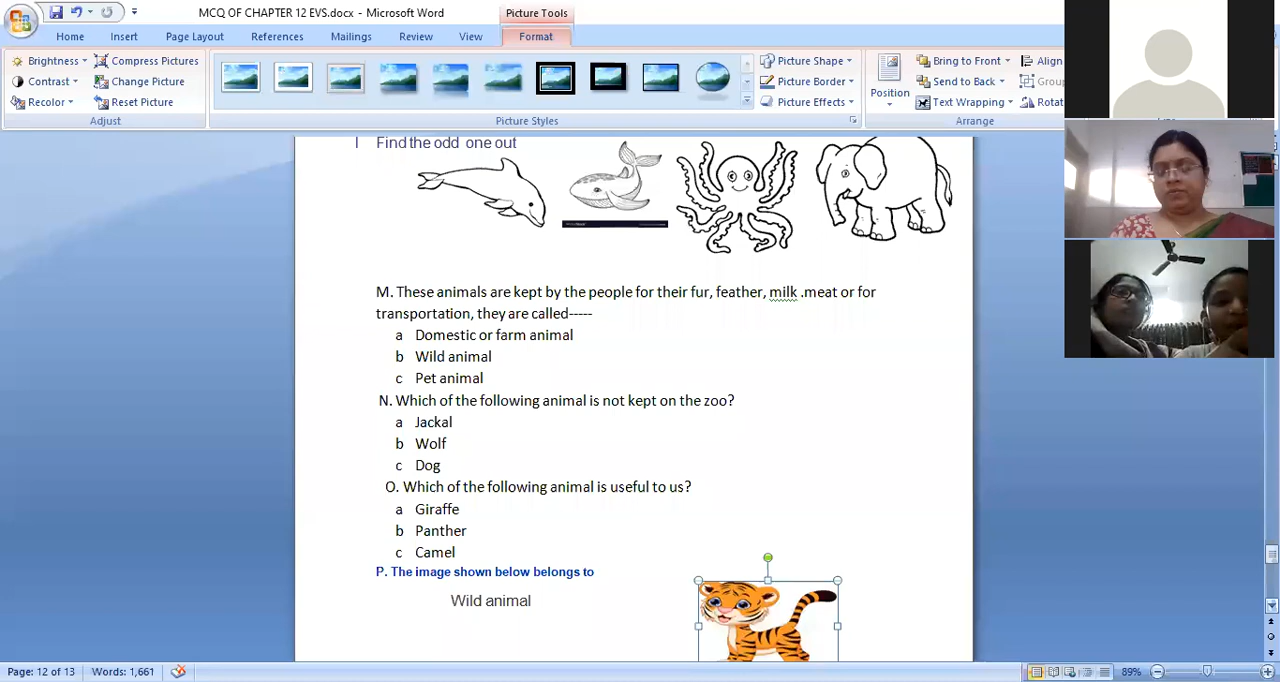 MCQ OF CHAPTER 12 EVS.docx - Microsoft Word
Picture Tools
Home Insert Page Layout References Mailings Review View Format
Brightness Compress Pictures
Contrast Change Picture
Recolor Reset Picture
Adjust
Picture Styles
Picture Shape
Picture Border
Picture Effects
Position
Bring to Front
Send to Back
Text Wrapping
Align
Group
Rotat
Arrange
I Find the odd one out
M. These animals are kept by the people for their fur, feather, milk .meat or for
transportation, they are called-----
a Domestic or farm animal
b Wild animal
c Pet animal
N. Which of the following animal is not kept on the zoo?
a Jackal
b Wolf
c Dog
O. Which of the following animal is useful to us?
a Giraffe
b Panther
c Camel
P. The image shown below belongs to
Wild animal
Page: 12 of 13 Words: 1,661 89%